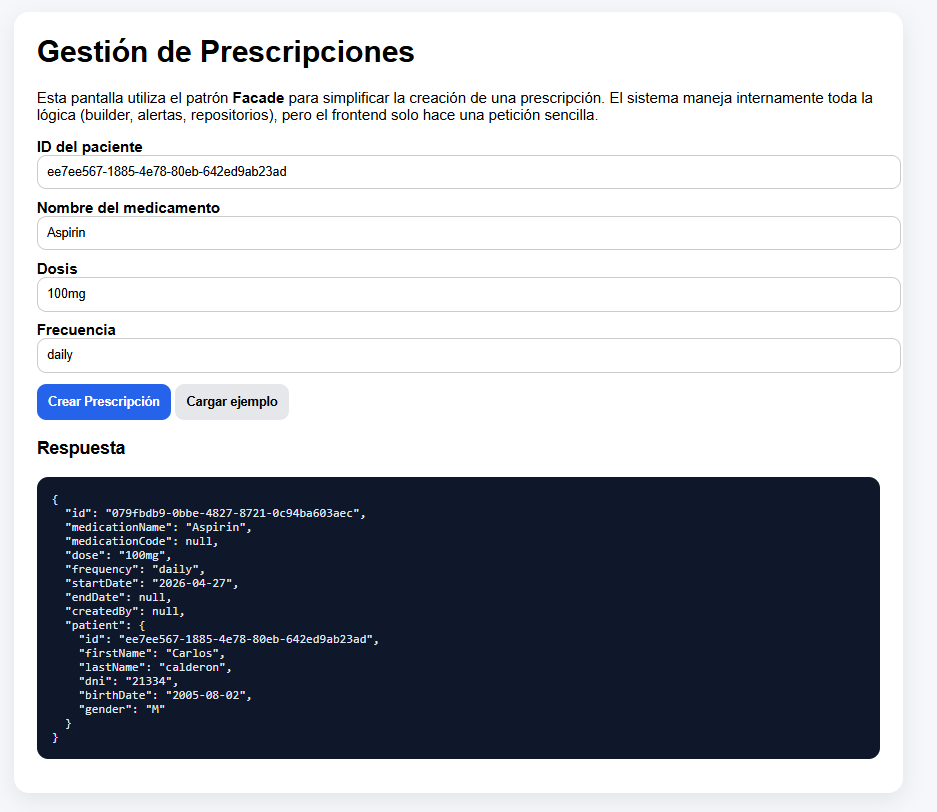 Gestión de Prescripciones
Esta pantalla utiliza el patrón Facade para simplificar la creación de una prescripción. El sistema maneja internamente toda la
lógica (builder, alertas, repositorios), pero el frontend solo hace una petición sencilla.
ID del paciente
ee7ee567-1885-4e78-80eb-642ed9ab23ad
Nombre del medicamento
Aspirin
Dosis
100mg
Frecuencia
daily
Crear Prescripción Cargar ejemplo
Respuesta
{
  "id": "079fbdb9-0bbe-4827-8721-0c94ba603aec",
  "medicationName": "Aspirin",
  "medicationCode": null,
  "dose": "100mg",
  "frequency": "daily",
  "startDate": "2026-04-27",
  "endDate": null,
  "createdBy": null,
  "patient": {
    "id": "ee7ee567-1885-4e78-80eb-642ed9ab23ad",
    "firstName": "Carlos",
    "lastName": "calderon",
    "dni": "21334",
    "birthDate": "2005-08-02",
    "gender": "M"
  }
}